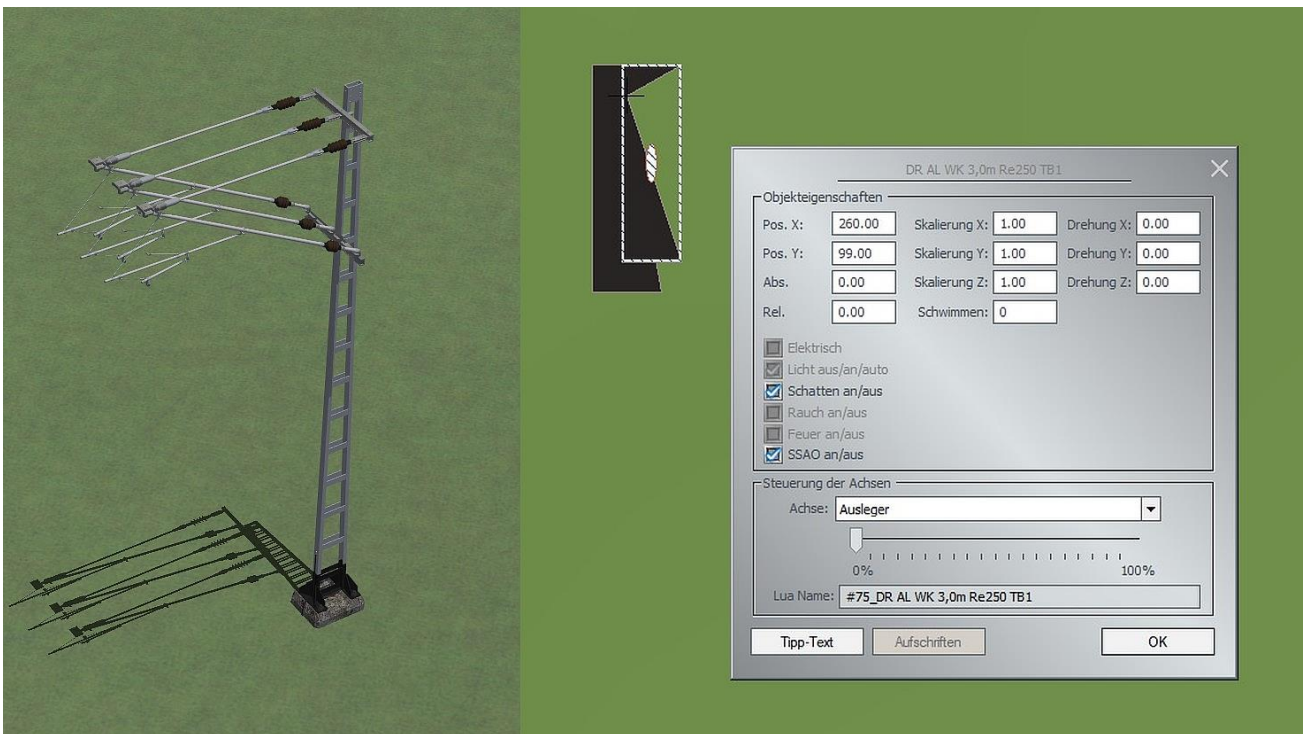 DR AL WK 3,0m Re250 TB1
Objekteigenschaften
Pos. X: 260.00 Skalierung X: 1.00 Drehung X: 0.00
Pos. Y: 99.00 Skalierung Y: 1.00 Drehung Y: 0.00
Abs. 0.00 Skalierung Z: 1.00 Drehung Z: 0.00
Rel. 0.00 Schwimmen: 0
Elektrisch
Licht aus/an/auto
Schatten an/aus
Rauch an/aus
Feuer an/aus
SSAO an/aus
Steuerung der Achsen
Achse: Ausleger
0% 100%
Lua Name: #75_DR AL WK 3,0m Re250 TB1
Tipp-Text Aufschriften OK